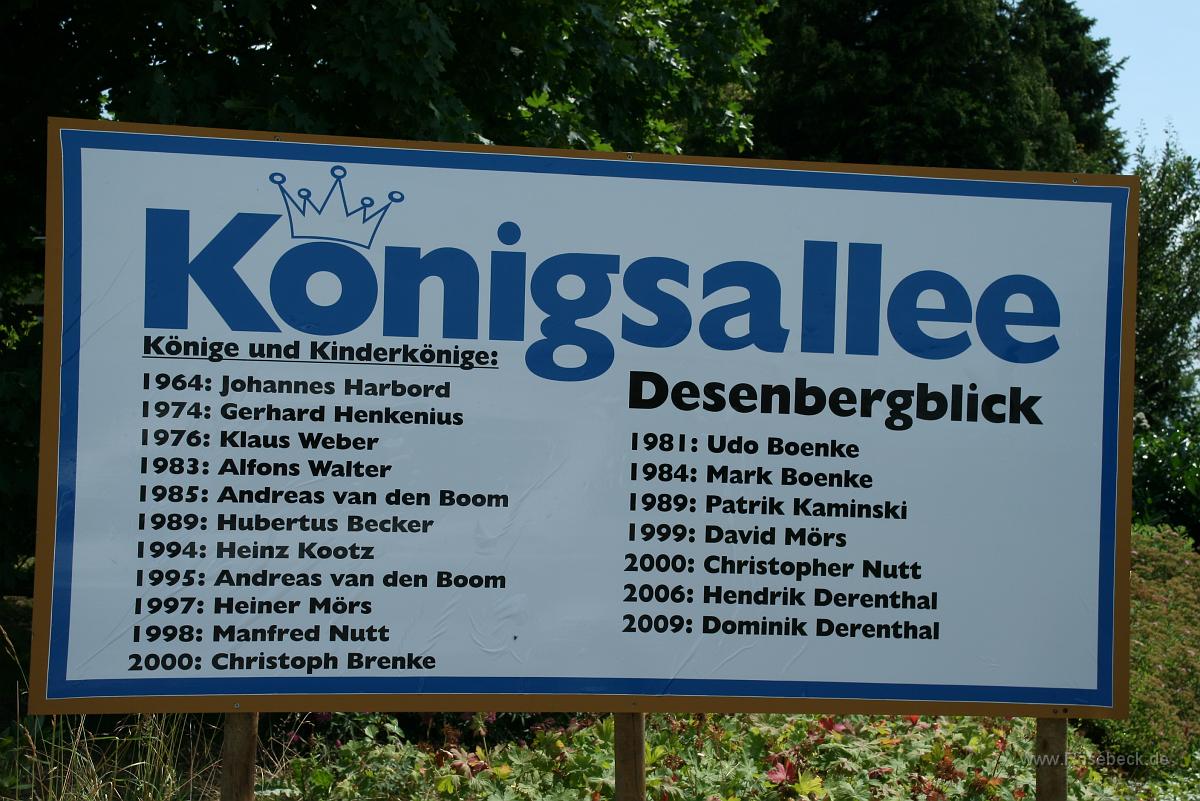 Königsallee
Könige und Kinderkönige:
1964: Johannes Harbord
1974: Gerhard Henkenius
1976: Klaus Weber
1983: Alfons Walter
1985: Andreas van den Boom
1989: Hubertus Becker
1994: Heinz Kootz
1995: Andreas van den Boom
1997: Heiner Mörs
1998: Manfred Nutt
2000: Christoph Brenke
Desenbergblick
1981: Udo Boenke
1984: Mark Boenke
1989: Patrik Kaminski
1999: David Mörs
2000: Christopher Nutt
2006: Hendrik Derenthal
2009: Dominik Derenthal